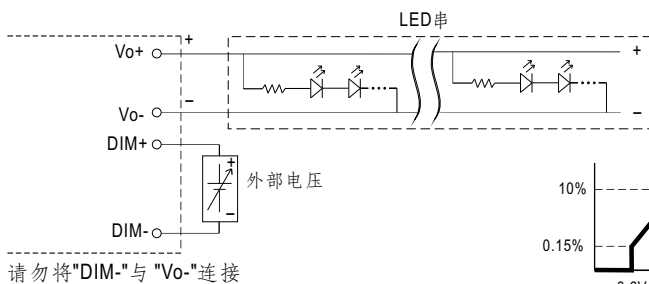 LED串
Vo+
+
+
−
Vo-
−
DIM+
+
外部电压
−
DIM-
10%
0.15%
请勿将"DIM-"与 "Vo-"连接